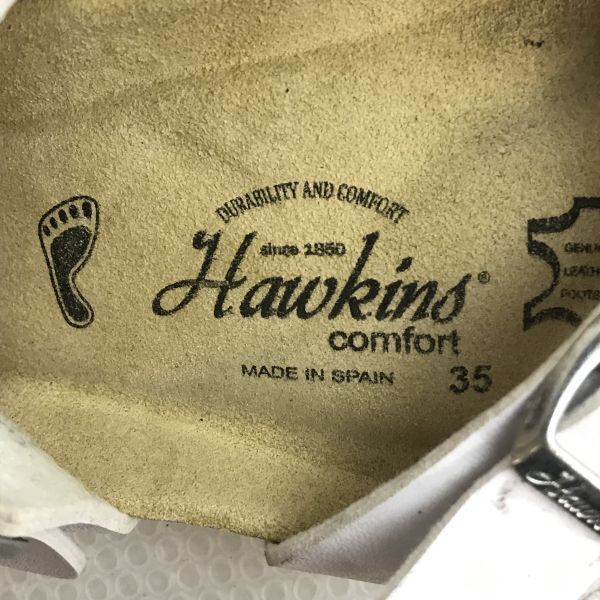 DURABILITY AND COMFORT
since 1850
Hawkins®
comfort
MADE IN SPAIN 35